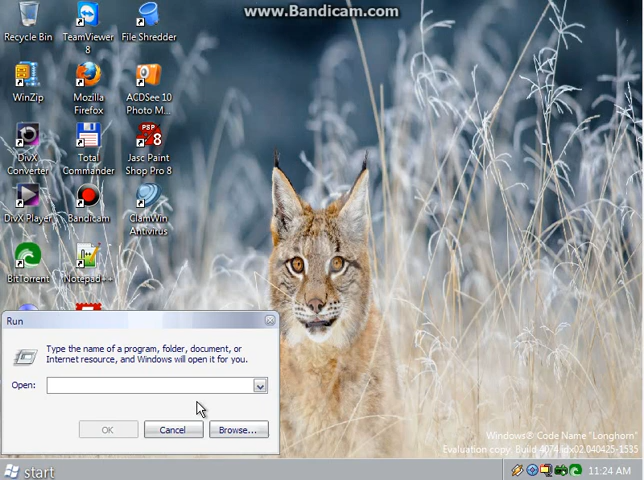 www.Bandicam.com
Recycle Bin
TeamViewer
8
File Shredder
WinZip
Mozilla
Firefox
ACDSee 10
Photo M...
DivX
Converter
Total
Commander
PSP
8
Jasc Paint
Shop Pro 8
DivX Player
Bandicam
ClamWin
Antivirus
BitTorrent
Notepad++
Run
Type the name of a program, folder, document, or
Internet resource, and Windows will open it for you.
Open:
OK
Cancel
Browse...
Windows® Code Name "Longhorn"
Evaluation copy. Build 4074.idx02.040425-1535
start
11:24 AM